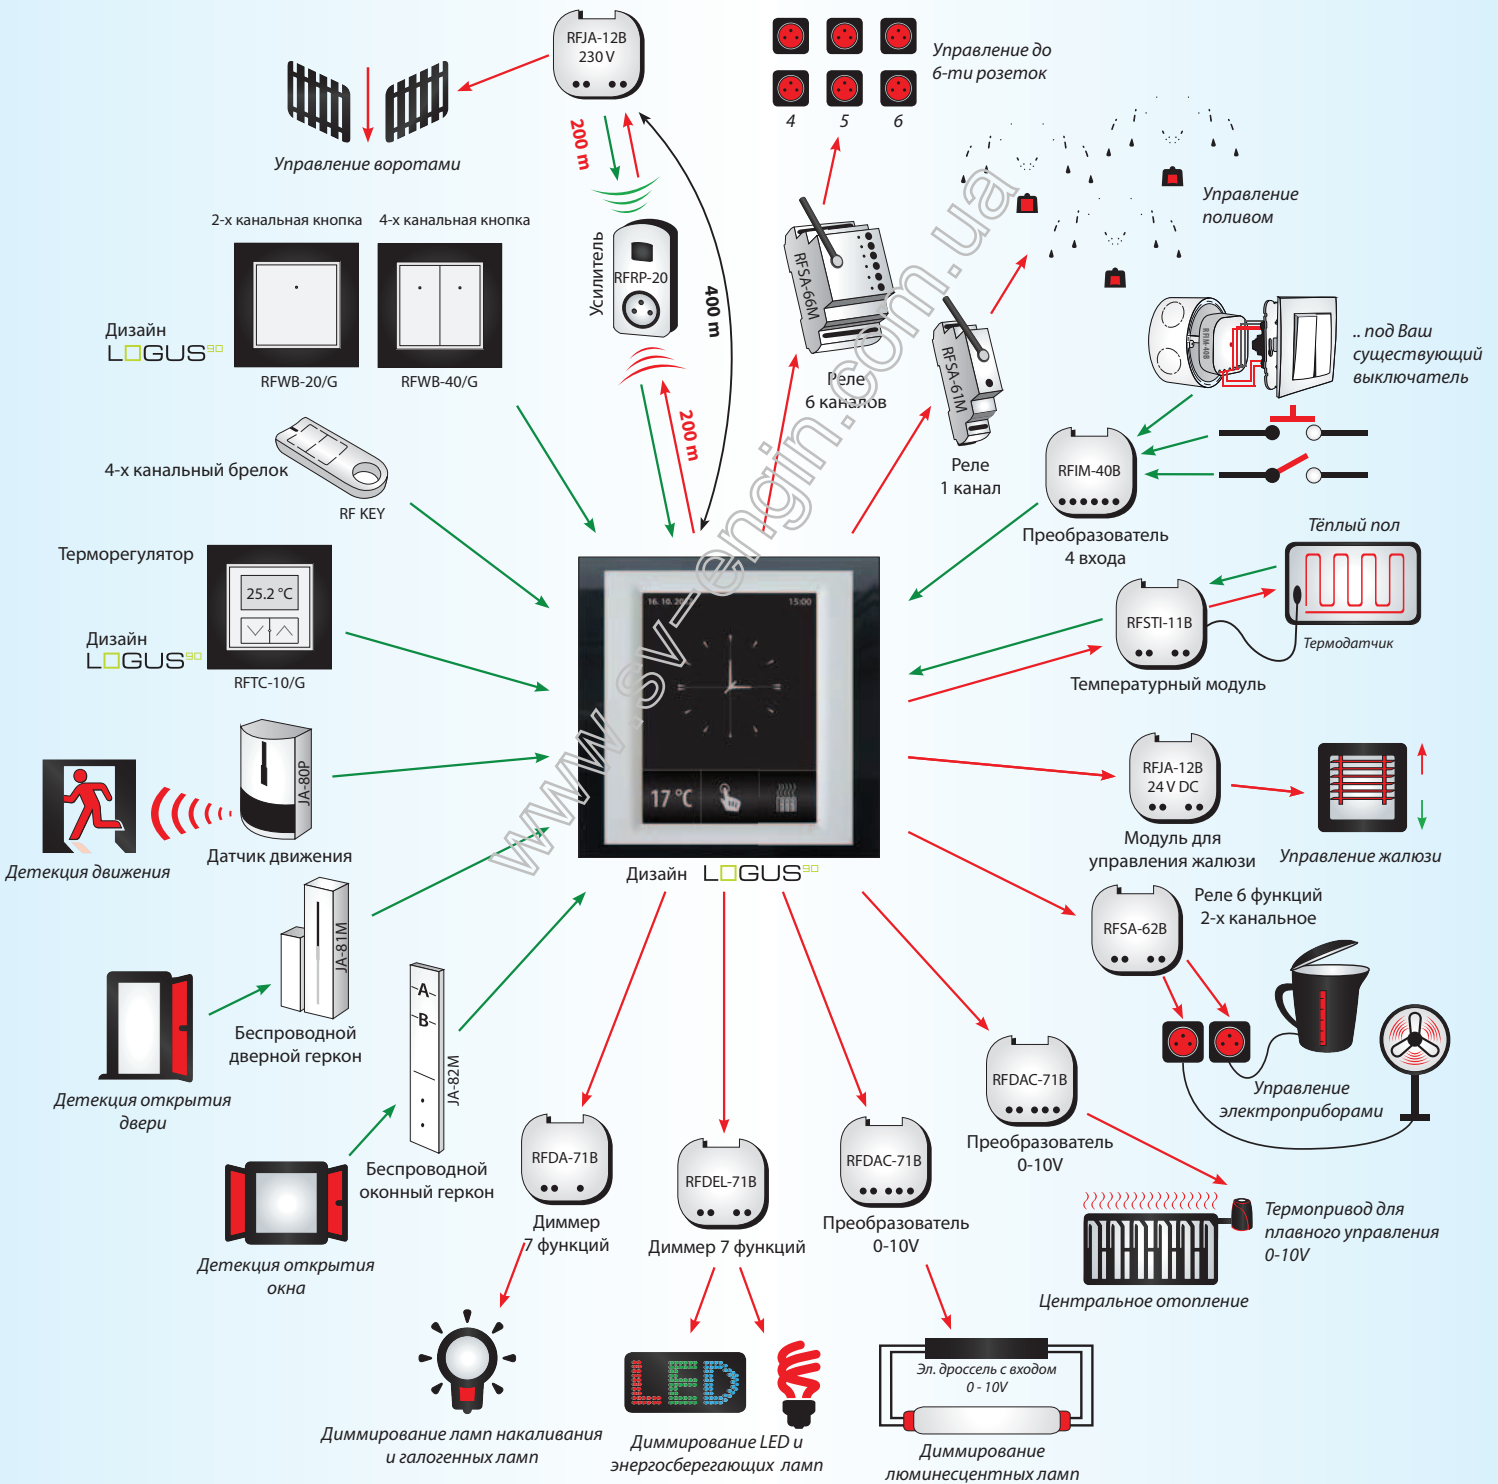 RFJA-12B
230 V
Управление воротами
200 m
Управление до
6-ти розеток
4
5
6
Управление
поливом
2-х канальная кнопка
4-х канальная кнопка
Дизайн
LOGUS90
RFWB-20/G
RFWB-40/G
Усилитель
RFRP-20
400 m
200 m
RFSA-66M
Реле
6 каналов
RFSA-61M
Реле
1 канал
RFIM-40B
.. под Ваш
существующий
выключатель
4-х канальный брелок
RF KEY
RFIM-40B
Преобразователь
4 входа
Тёплый пол
Терморегулятор
25.2 °C
Дизайн
LOGUS90
RFTC-10/G
RFSTI-11B
Термодатчик
Температурный модуль
15:00
17 °C
Дизайн LOGUS90
www.sv-engin.com.ua
JA-80P
Датчик движения
Детекция движения
RFJA-12B
24 V DC
Модуль для
управления жалюзи
Управление жалюзи
RFSA-62B
Реле 6 функций
2-х канальное
Управление
электроприборами
JA-81M
Беспроводной
дверной геркон
Детекция открытия
двери
A
B
JA-82M
Беспроводной
оконный геркон
Детекция открытия
окна
RFDA-71B
Диммер
7 функций
RFDEL-71B
Диммер 7 функций
RFDAC-71B
Преобразователь
0-10V
RFDAC-71B
Преобразователь
0-10V
Термопривод для
плавного управления
0-10V
Центральное отопление
Диммирование ламп накаливания
и галогенных ламп
LED
Диммирование LED и
энергосберегающих ламп
Эл. дроссель с входом
0 - 10V
Диммирование
люминесцентных ламп